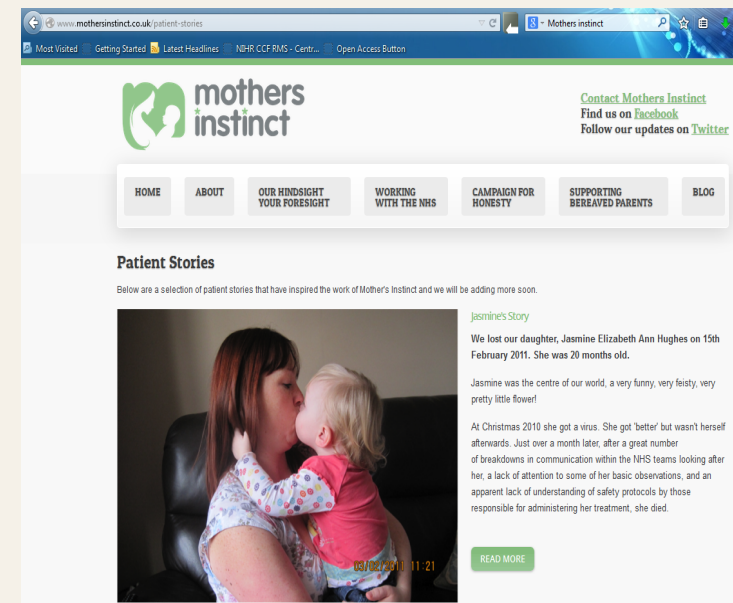 www.mothersinstinct.co.uk/patient-stories
Mothers instinct
Most Visited
Getting Started
Latest Headlines
NIHR CCF RMS - Centr...
Open Access Button
mothers
instinct
Contact Mothers Instinct
Find us on Facebook
Follow our updates on Twitter
HOME
ABOUT
OUR HINDSIGHT
YOUR FORESIGHT
WORKING
WITH THE NHS
CAMPAIGN FOR
HONESTY
SUPPORTING
BEREAVED PARENTS
BLOG
Patient Stories
Below are a selection of patient stories that have inspired the work of Mother's Instinct and we will be adding more soon.
Jasmine's Story
We lost our daughter, Jasmine Elizabeth Ann Hughes on 15th
February 2011. She was 20 months old.
Jasmine was the centre of our world, a very funny, very feisty, very
pretty little flower!
At Christmas 2010 she got a virus. She got 'better' but wasn't herself
afterwards. Just over a month later, after a great number
of breakdowns in communication within the NHS teams looking after
her, a lack of attention to some of her basic observations, and an
apparent lack of understanding of safety protocols by those
responsible for administering her treatment, she died.
READ MORE
11:21